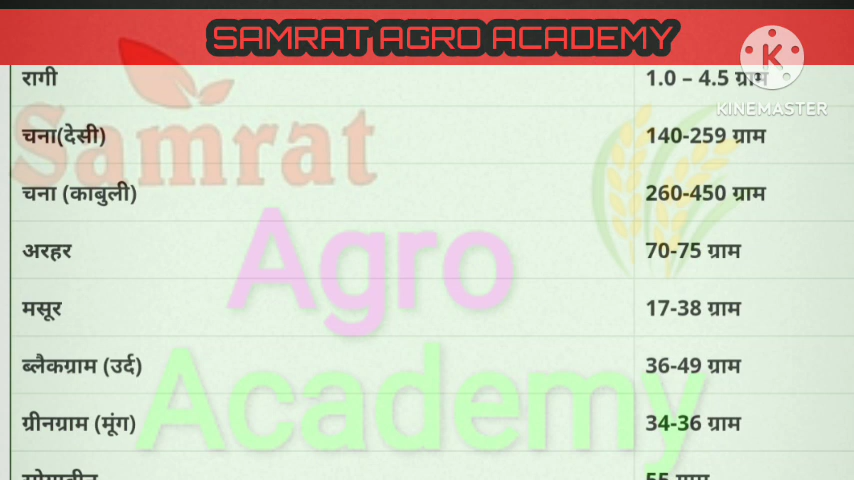 SAMRAT AGRO ACADEMY
KINEMASTER
Samrat
Agro
Academy
रागी 1.0 – 4.5 ग्राम
चना(देसी) 140-259 ग्राम
चना (काबुली) 260-450 ग्राम
अरहर 70-75 ग्राम
मसूर 17-38 ग्राम
ब्लैकग्राम (उर्द) 36-49 ग्राम
ग्रीनग्राम (मूंग) 34-36 ग्राम